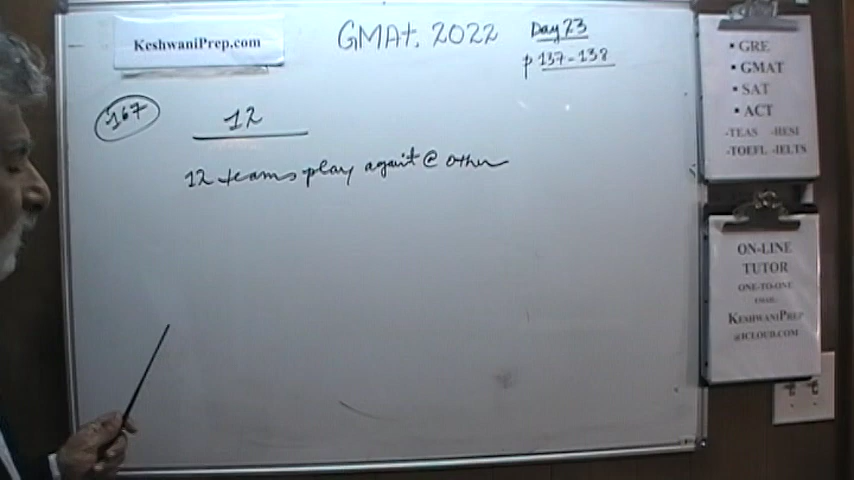 KeshwaniPrep.com
GMAt. 2022
Day 23
p 137-138
167
12
12 teams play against @ other
▪ GRE
▪ GMAT
▪ SAT
▪ ACT
-TEAS -HESI
-TOEFL -IELTS
ON-LINE
TUTOR
ONE-TO-ONE
EMAIL:
KESHWANIPREP
@ICLOUD.COM